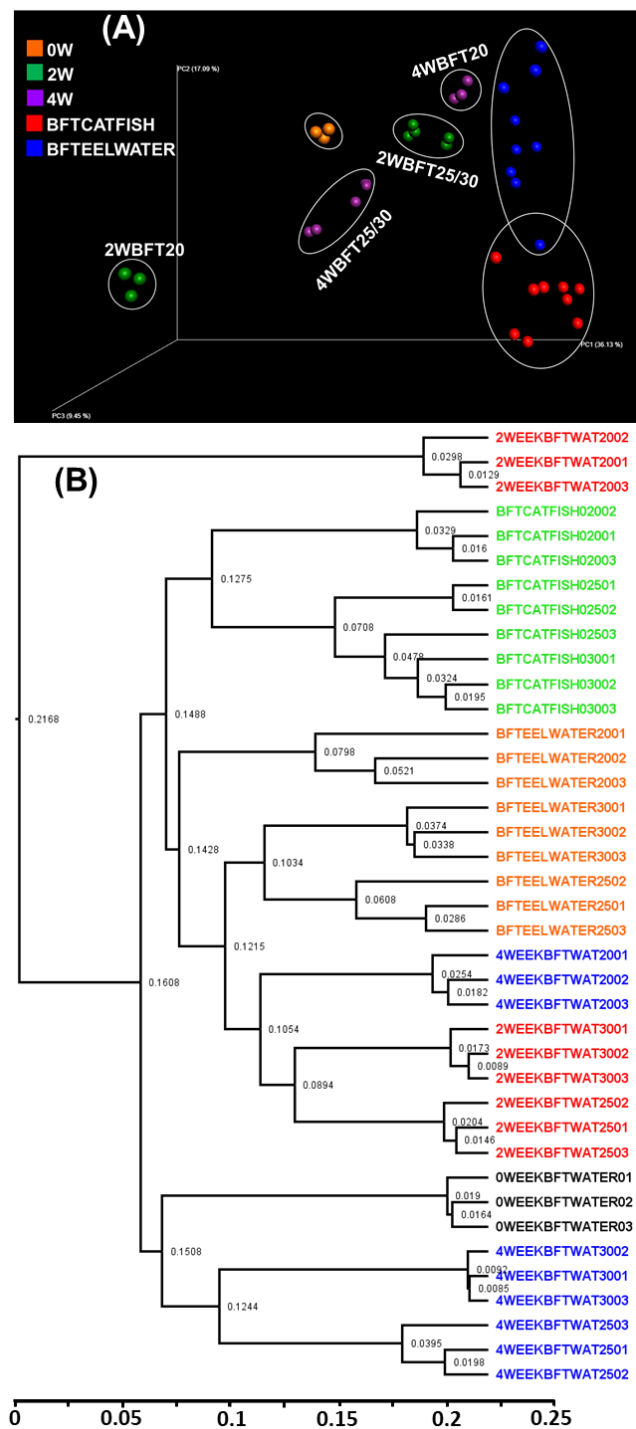 (A)
0W
2W
4W
BFTCATFISH
BFTEELWATER
PC2 (17.09 %)
4WBFT20
2WBFT25/30
4WBFT25/30
2WBFT20
PC1 (36.13 %)
PC3 (9.45 %)
(B)
2WEEKBFTWAT2002
0.0298
2WEEKBFTWAT2001
0.0129
2WEEKBFTWAT2003
BFTCATFISH02002
0.0329
BFTCATFISH02001
0.016
BFTCATFISH02003
0.1275
BFTCATFISH02501
0.0161
BFTCATFISH02502
0.0708
BFTCATFISH02503
0.0478
BFTCATFISH03001
0.0324
BFTCATFISH03002
0.0195
BFTCATFISH03003
0.2168
0.1488
BFTEELWATER2001
0.0798
BFTEELWATER2002
0.0521
BFTEELWATER2003
BFTEELWATER3001
0.0374
BFTEELWATER3002
0.0338
BFTEELWATER3003
0.1428
0.1034
BFTEELWATER2502
0.0608
BFTEELWATER2501
0.0286
BFTEELWATER2503
0.1215
4WEEKBFTWAT2001
0.0254
4WEEKBFTWAT2002
0.0182
4WEEKBFTWAT2003
0.1608
0.1054
2WEEKBFTWAT3001
0.0173
2WEEKBFTWAT3002
0.0089
2WEEKBFTWAT3003
0.0894
2WEEKBFTWAT2502
0.0204
2WEEKBFTWAT2501
0.0146
2WEEKBFTWAT2503
0WEEKBFTWATER01
0.019
0WEEKBFTWATER02
0.0164
0WEEKBFTWATER03
0.1508
4WEEKBFTWAT3002
0.0092
4WEEKBFTWAT3001
0.0085
4WEEKBFTWAT3003
0.1244
4WEEKBFTWAT2503
0.0395
4WEEKBFTWAT2501
0.0198
4WEEKBFTWAT2502
0 0.05 0.1 0.15 0.2 0.25